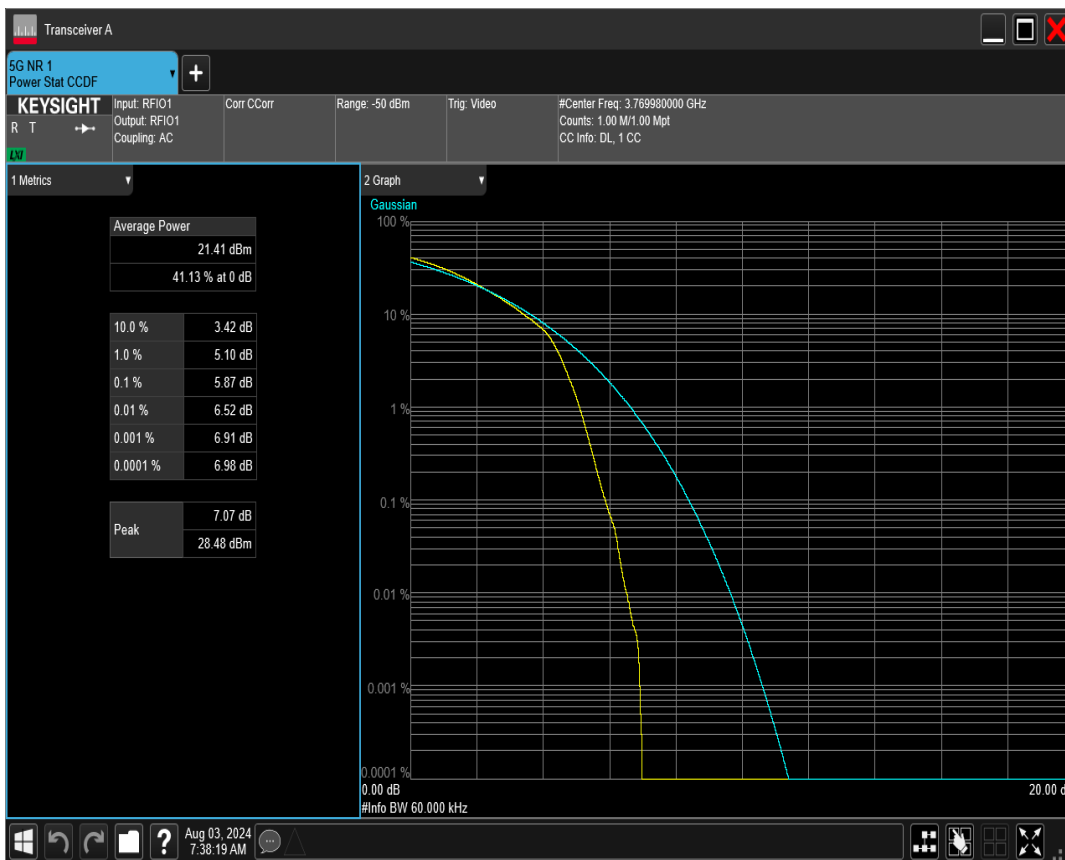 Transceiver A
5G NR 1
Power Stat CCDF
+
KEYSIGHT
R T
LXI
Input: RFIO1
Output: RFIO1
Coupling: AC
Corr CCorr
Range: -50 dBm
Trig: Video
#Center Freq: 3.769980000 GHz
Counts: 1.00 M/1.00 Mpt
CC Info: DL, 1 CC
1 Metrics
Average Power
21.41 dBm
41.13 % at 0 dB
10.0 % 3.42 dB
1.0 % 5.10 dB
0.1 % 5.87 dB
0.01 % 6.52 dB
0.001 % 6.91 dB
0.0001 % 6.98 dB
Peak
7.07 dB
28.48 dBm
2 Graph
Gaussian
100 %
10 %
1 %
0.1 %
0.01 %
0.001 %
0.0001 %
0.00 dB
20.00 d
#Info BW 60.000 kHz
?
Aug 03, 2024
7:38:19 AM